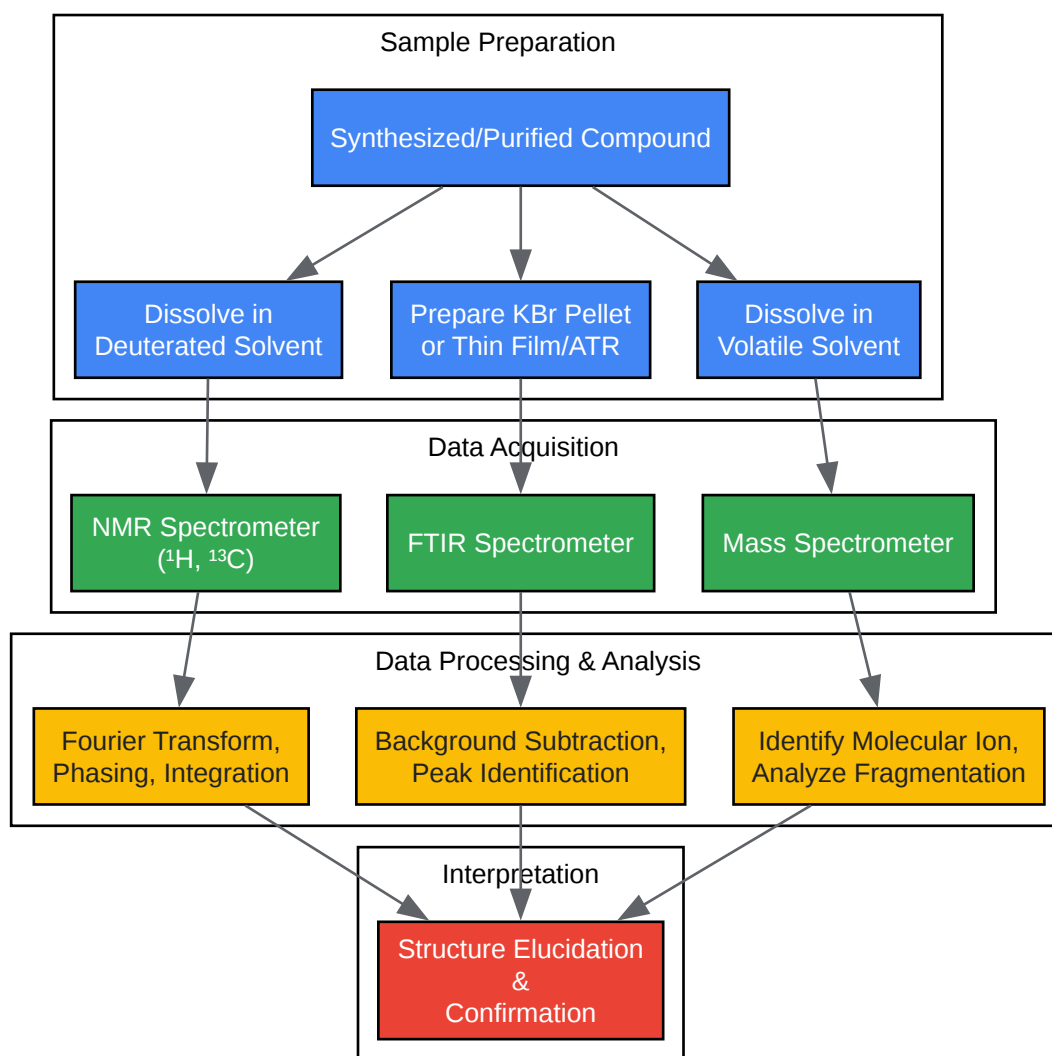 Sample Preparation
Synthesized/Purified Compound
Dissolve in
Deuterated Solvent
Prepare KBr Pellet
or Thin Film/ATR
Dissolve in
Volatile Solvent
Data Acquisition
NMR Spectrometer
(¹H, ¹³C)
FTIR Spectrometer
Mass Spectrometer
Data Processing & Analysis
Fourier Transform,
Phasing, Integration
Background Subtraction,
Peak Identification
Identify Molecular Ion,
Analyze Fragmentation
Interpretation
Structure Elucidation
&
Confirmation